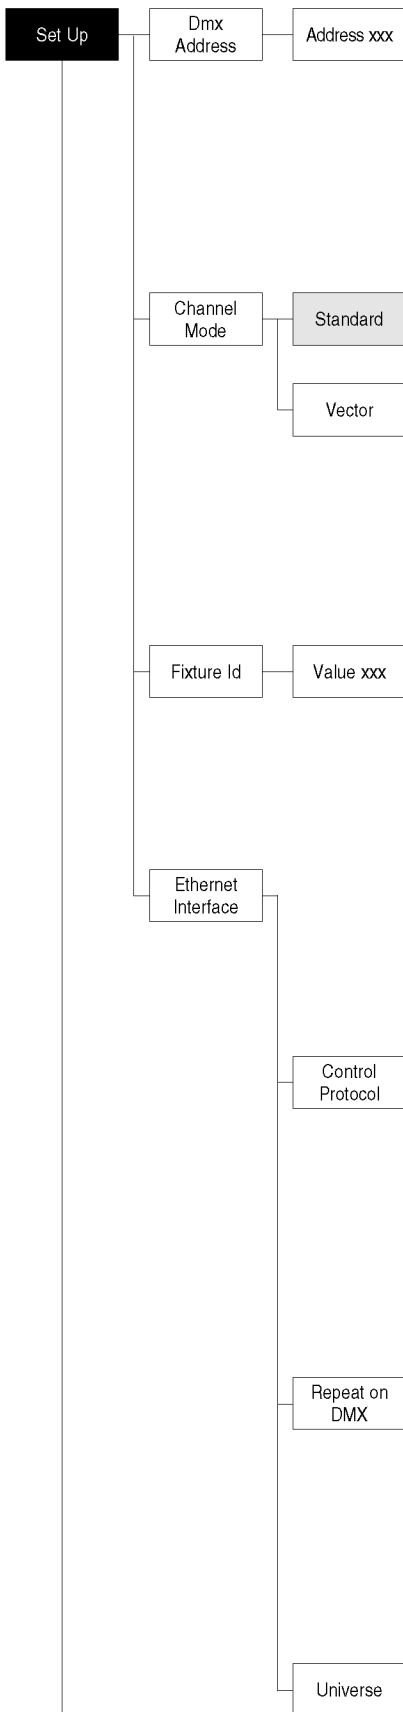 Set Up
Dmx
Address
Address xxx
Channel
Mode
Standard
Vector
Fixture Id
Value xxx
Ethernet
Interface
Control
Protocol
Repeat on
DMX
Universe